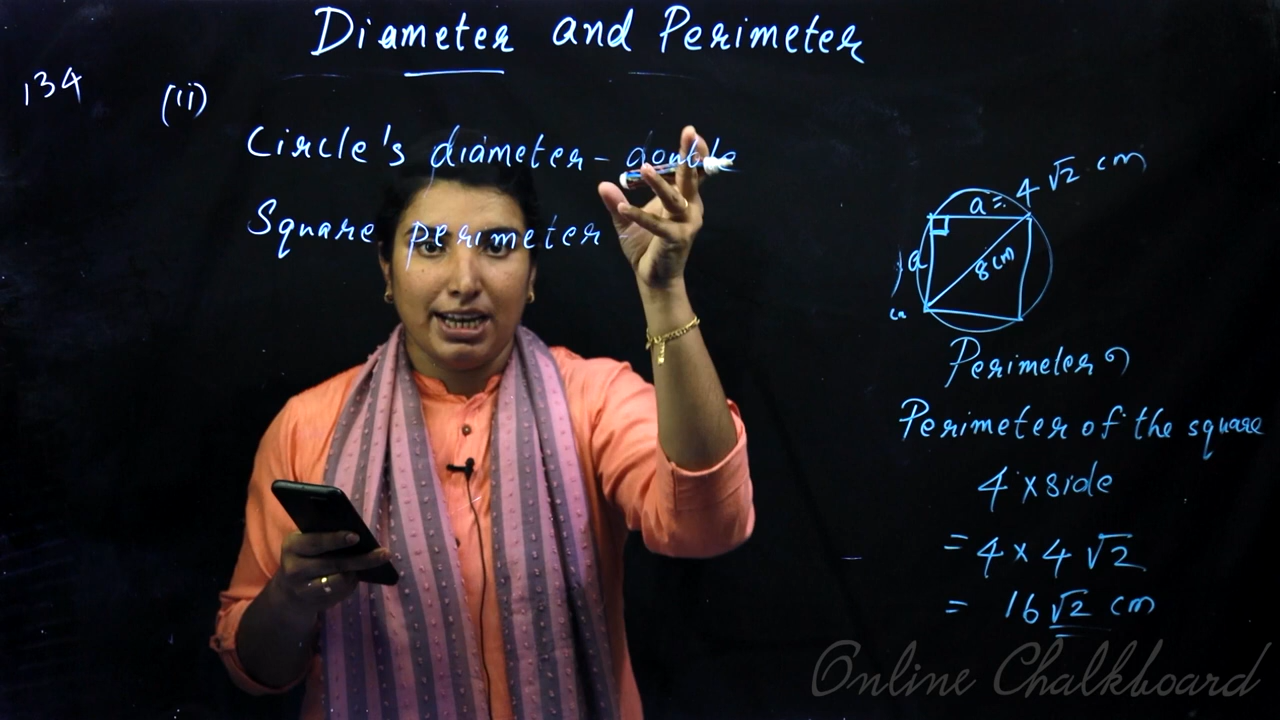 Diameter and Perimeter
134 (ii)
Circle's diameter - double
Square perimeter
a = 4 √2 cm
a
8 cm
Perimeter
Perimeter of the square
4 × side
= 4 × 4 √2
= 16 √2 cm
Online Chalkboard